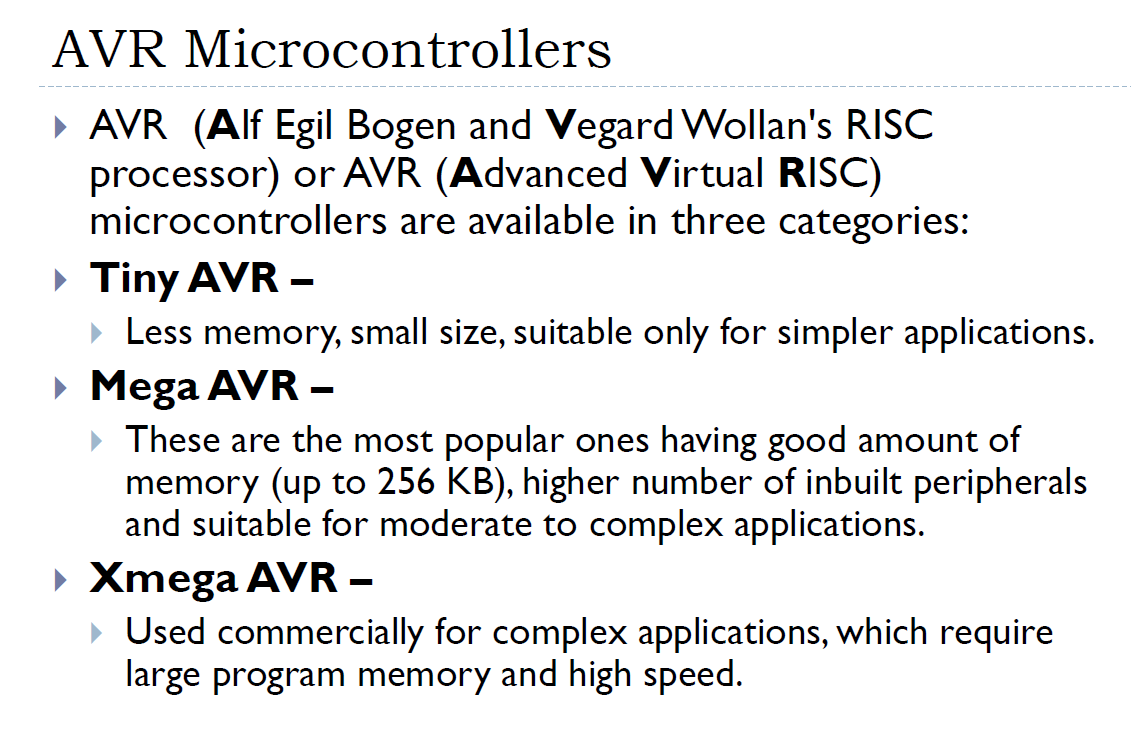 AVR Microcontrollers
AVR (Alf Egil Bogen and Vegard Wollan's RISC
processor) or AVR (Advanced Virtual RISC)
microcontrollers are available in three categories:
Tiny AVR –
Less memory, small size, suitable only for simpler applications.
Mega AVR –
These are the most popular ones having good amount of
memory (up to 256 KB), higher number of inbuilt peripherals
and suitable for moderate to complex applications.
Xmega AVR –
Used commercially for complex applications, which require
large program memory and high speed.